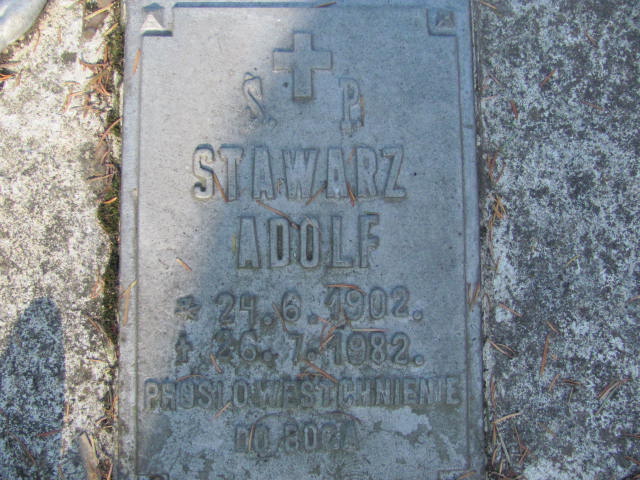 Ś. P.
STAWARZ
ADOLF
* 24.6.1902.
+ 26.7.1982.
PROSI O WESTCHNIENIE
DO BOGA